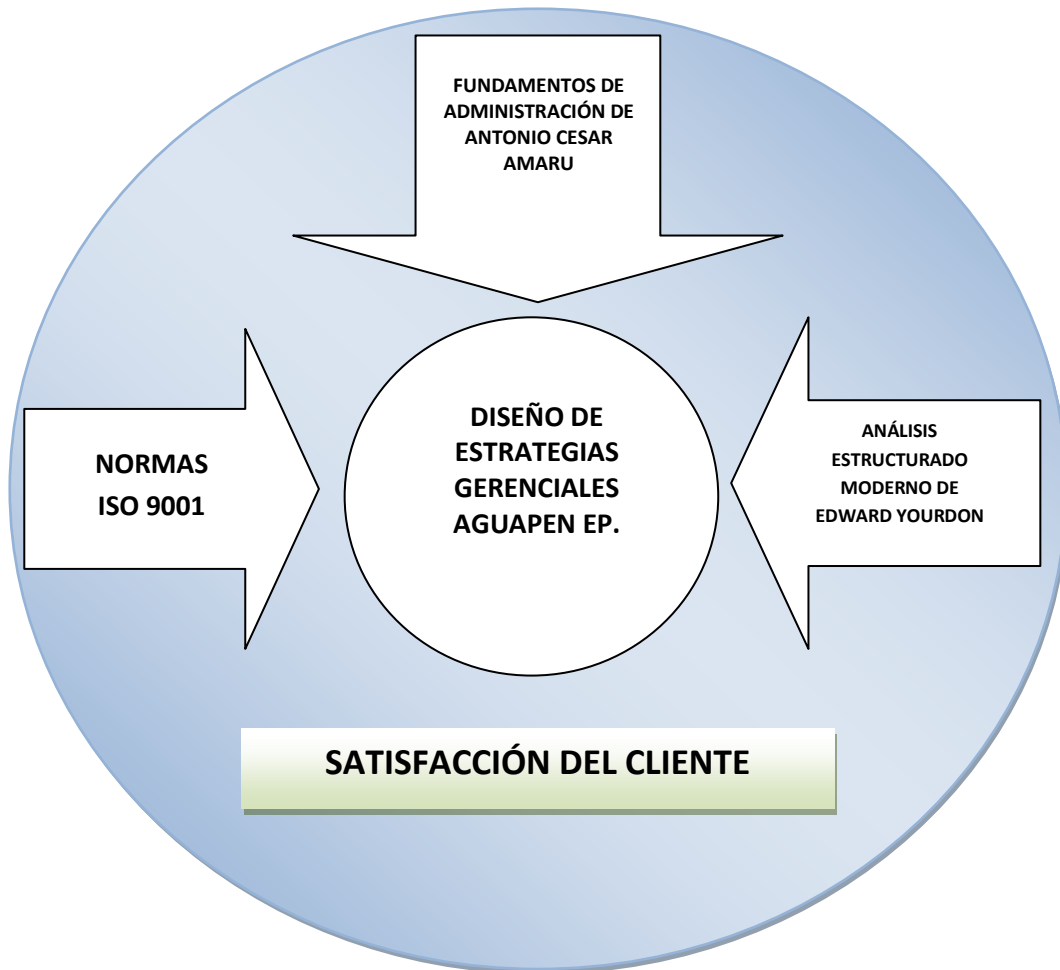 FUNDAMENTOS DE
ADMINISTRACIÓN DE
ANTONIO CESAR
AMARU
NORMAS
ISO 9001
DISEÑO DE
ESTRATEGIAS
GERENCIALES
AGUAPEN EP.
ANÁLISIS
ESTRUCTURADO
MODERNO DE
EDWARD YOURDON
SATISFACCIÓN DEL CLIENTE